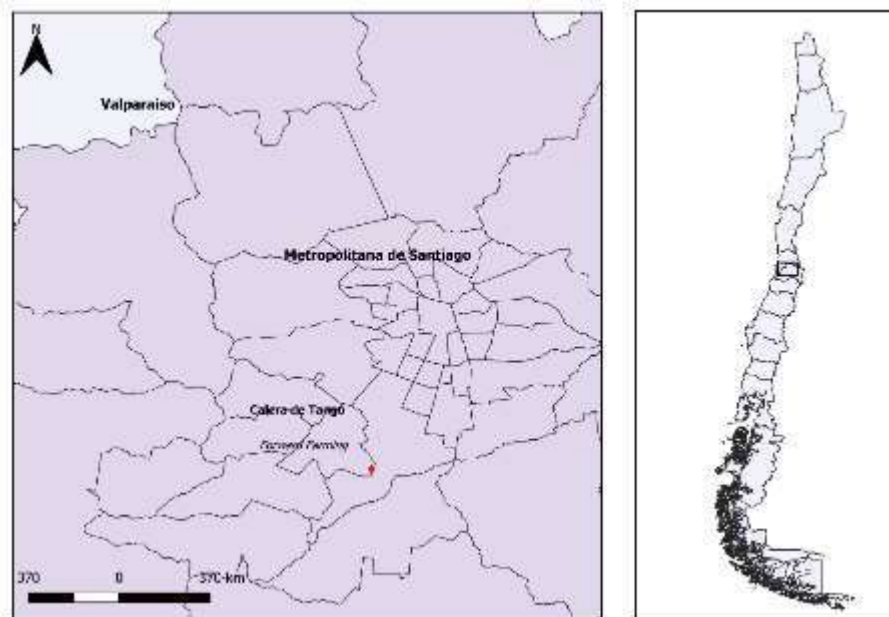 N
Valparaiso
Metropolitana de Santiago
Calera de Tango
370 0 370 km